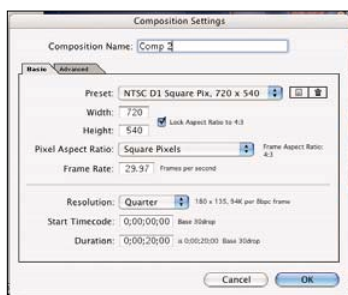 Composition Settings
Composition Name: Comp 2
Basic Advanced
Preset: NTSC D1 Square Pix, 720 x 540
Width: 720
Lock Aspect Ratio to 4:3
Height: 540
Pixel Aspect Ratio: Square Pixels
Frame Aspect Ratio:
4:3
Frame Rate: 29.97 Frames per second
Resolution: Quarter 180 x 135, 94K per 8bpc frame
Start Timecode: 0;00;00;00 Base 30drop
Duration: 0;00;20;00 is 0;00;20;00 Base 30drop
Cancel OK